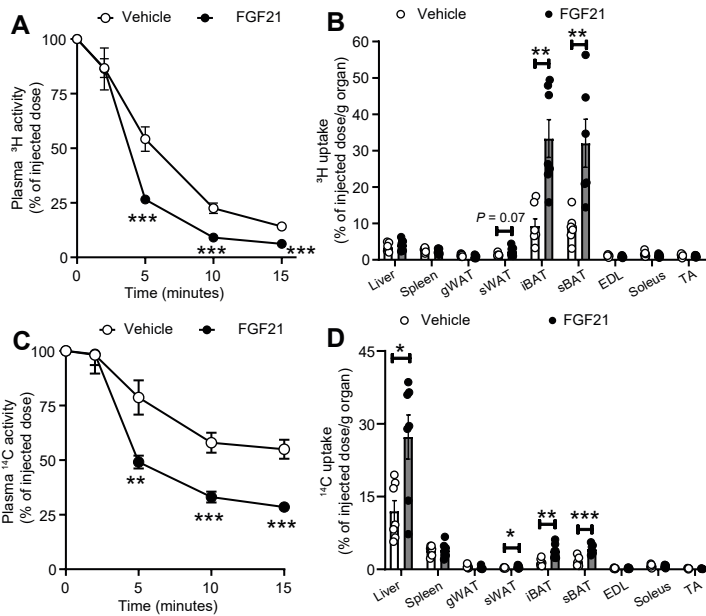 A
Vehicle
FGF21
Plasma ³H activity
(% of injected dose)
100
75
50
25
0
***
***
***
0
5
10
15
Time (minutes)
B
Vehicle
FGF21
³H uptake
(% of injected dose/g organ)
60
50
40
30
20
10
0
P = 0.07
**
**
Liver
Spleen
gWAT
sWAT
iBAT
sBAT
EDL
Soleus
TA
C
Vehicle
FGF21
Plasma ¹⁴C activity
(% of injected dose)
100
75
50
25
0
**
***
***
0
5
10
15
Time (minutes)
D
Vehicle
FGF21
¹⁴C uptake
(% of injected dose/g organ)
45
30
15
0
*
*
**
***
Liver
Spleen
gWAT
sWAT
iBAT
sBAT
EDL
Soleus
TA